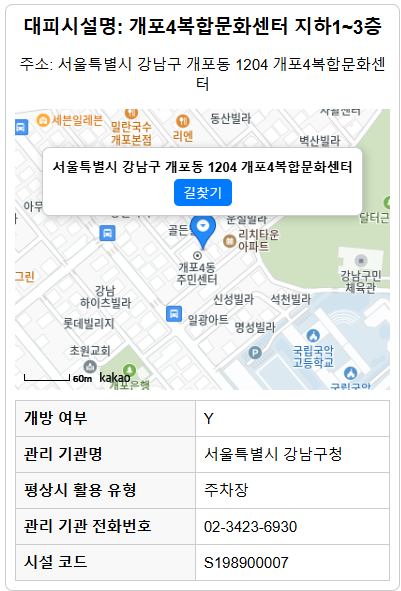 대피시설명: 개포4복합문화센터 지하1~3층
주소: 서울특별시 강남구 개포동 1204 개포4복합문화센
터
세븐일레븐
밀란국수
개포본점
리엔
동산빌라
벽산빌라
서울특별시 강남구 개포동 1204 개포4복합문화센터
길찾기
리치타운
아파트
달터근
개포4동
주민센터
그린
강남구민
체육관
강남
하이츠빌라
신성빌라
석천빌라
롯데빌리지
일광아트
명성빌라
초원교회
국립국악
고등학교
개포은행
국립국악
60m
kakao
개방 여부 Y
관리 기관명 서울특별시 강남구청
평상시 활용 유형 주차장
관리 기관 전화번호 02-3423-6930
시설 코드 S198900007